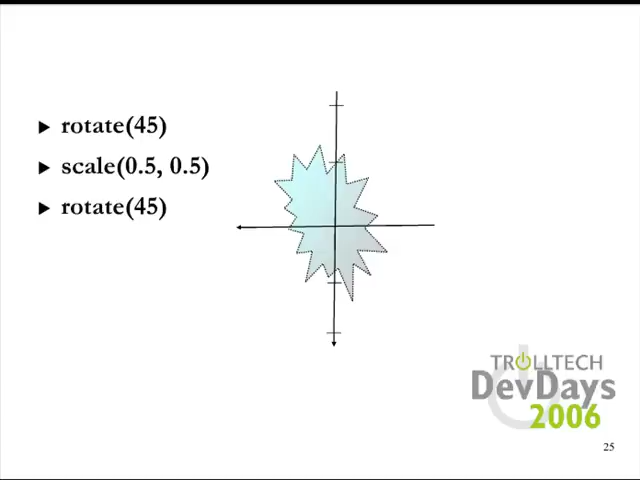 rotate(45)
scale(0.5, 0.5)
rotate(45)
TROLLTECH
DevDays
2006
25